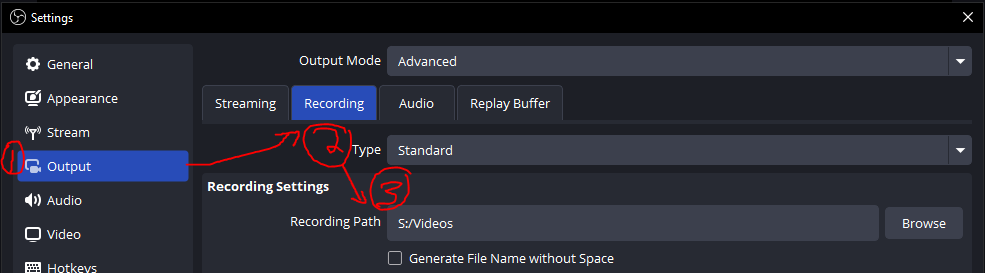 Settings
Output Mode Advanced
General
Appearance
Stream
1 Output
Audio
Video
Hotkeys
Streaming Recording Audio Replay Buffer
2
Type Standard
3
Recording Settings
Recording Path S:/Videos Browse
Generate File Name without Space